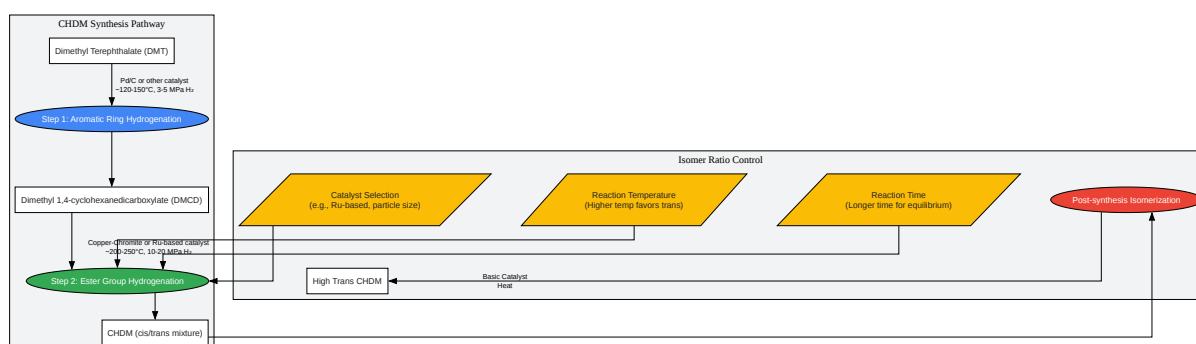 CHDM Synthesis Pathway
Dimethyl Terephthalate (DMT)
Pd/C or other catalyst
~120-150°C, 3-5 MPa H₂
Step 1: Aromatic Ring Hydrogenation
Dimethyl 1,4-cyclohexanedicarboxylate (DMCD)
Copper-Chromite or Ru-based catalyst
~200-250°C, 10-20 MPa H₂
Step 2: Ester Group Hydrogenation
CHDM (cis/trans mixture)
Isomer Ratio Control
Catalyst Selection
(e.g., Ru-based, particle size)
Reaction Temperature
(Higher temp favors trans)
Reaction Time
(Longer time for equilibrium)
Post-synthesis Isomerization
Basic Catalyst
Heat
High Trans CHDM